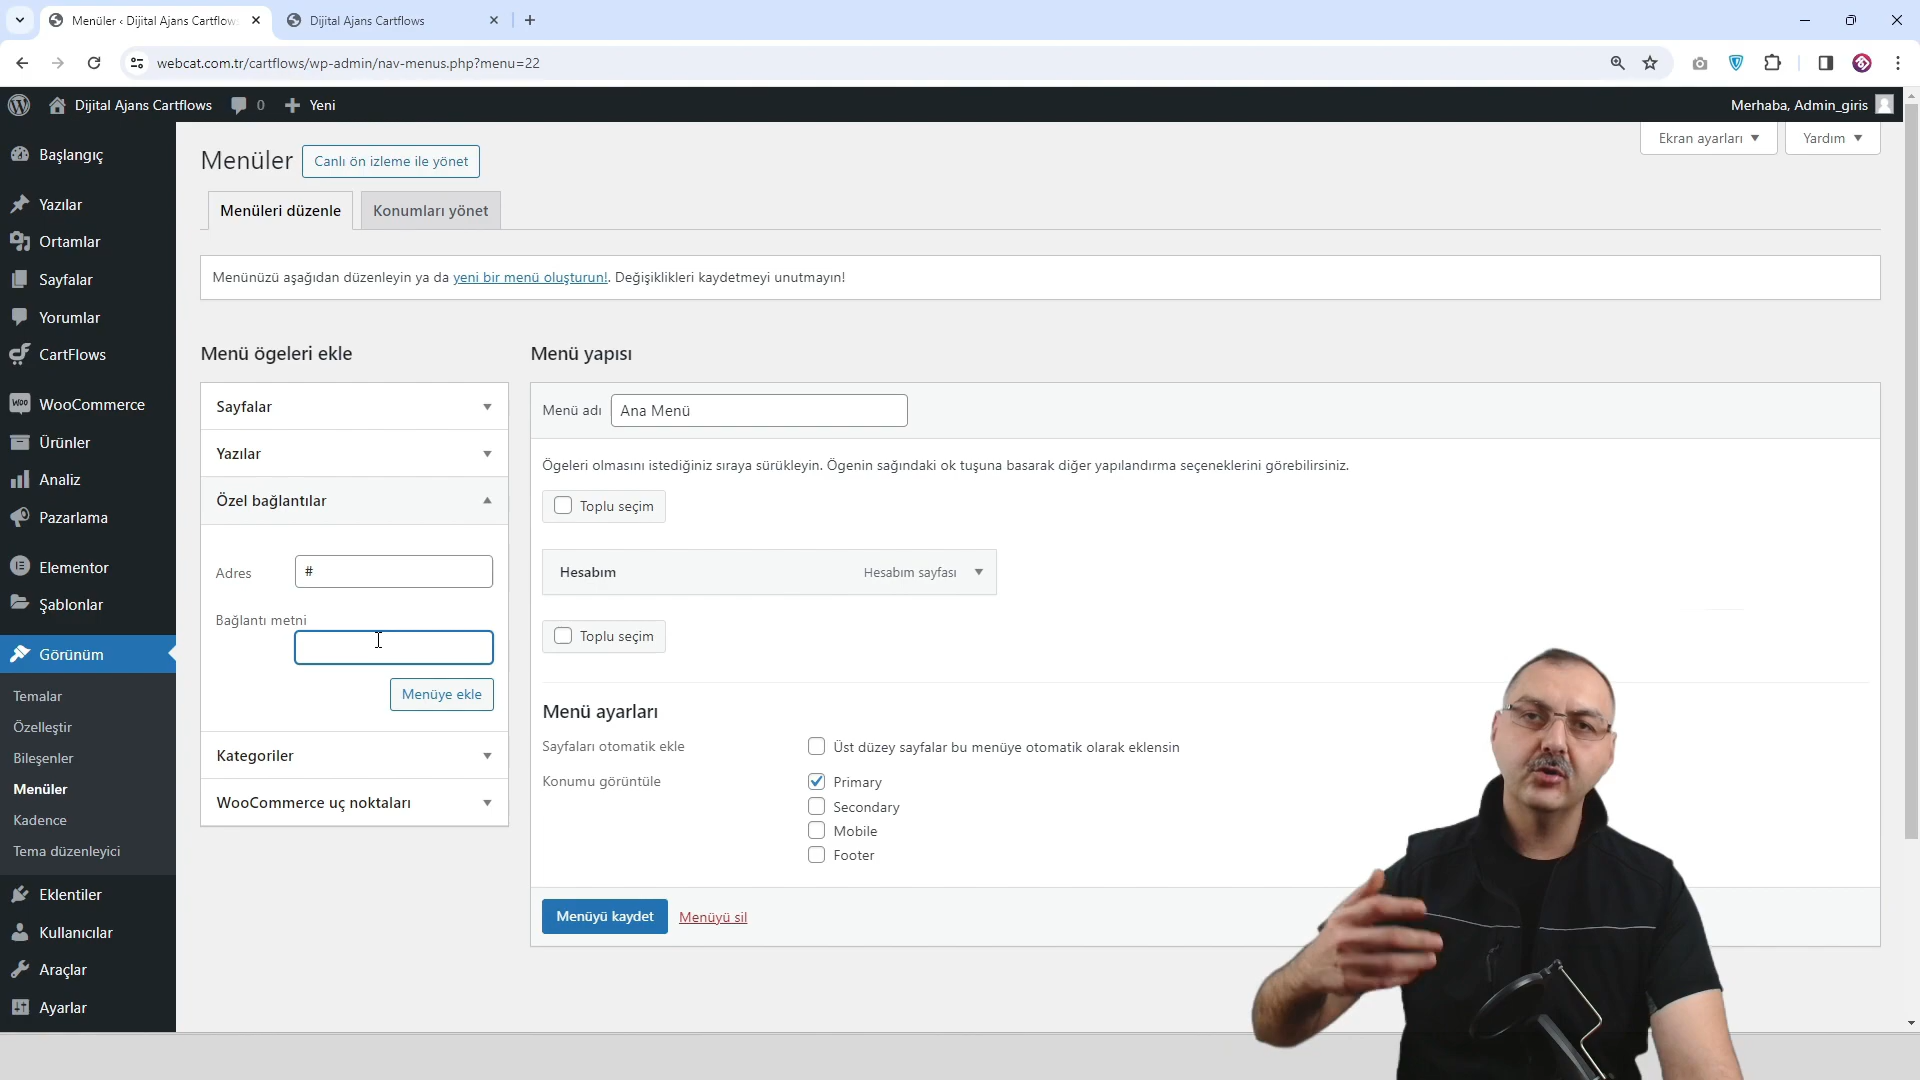 Menüler ‹ Dijital Ajans Cartflows
Dijital Ajans Cartflows
webcat.com.tr/cartflows/wp-admin/nav-menus.php?menu=22
Dijital Ajans Cartflows
0
Yeni
Merhaba, Admin_giris
Başlangıç
Yazılar
Ortamlar
Sayfalar
Yorumlar
CartFlows
WooCommerce
Ürünler
Analiz
Pazarlama
Elementor
Şablonlar
Görünüm
Temalar
Özelleştir
Bileşenler
Menüler
Kadence
Tema düzenleyici
Eklentiler
Kullanıcılar
Araçlar
Ayarlar
Ekran ayarları
Yardım
Menüler
Canlı ön izleme ile yönet
Menüleri düzenle
Konumları yönet
Menünüzü aşağıdan düzenleyin ya da yeni bir menü oluşturun!. Değişiklikleri kaydetmeyi unutmayın!
Menü ögeleri ekle
Sayfalar
Yazılar
Özel bağlantılar
Adres
#
Bağlantı metni
Menüye ekle
Kategoriler
WooCommerce uç noktaları
Menü yapısı
Menü adı
Ana Menü
Ögeleri olmasını istediğiniz sıraya sürükleyin. Ögenin sağındaki ok tuşuna basarak diğer yapılandırma seçeneklerini görebilirsiniz.
Toplu seçim
Hesabım
Hesabım sayfası
Toplu seçim
Menü ayarları
Sayfaları otomatik ekle
Üst düzey sayfalar bu menüye otomatik olarak eklensin
Konumu görüntüle
Primary
Secondary
Mobile
Footer
Menüyü kaydet
Menüyü sil